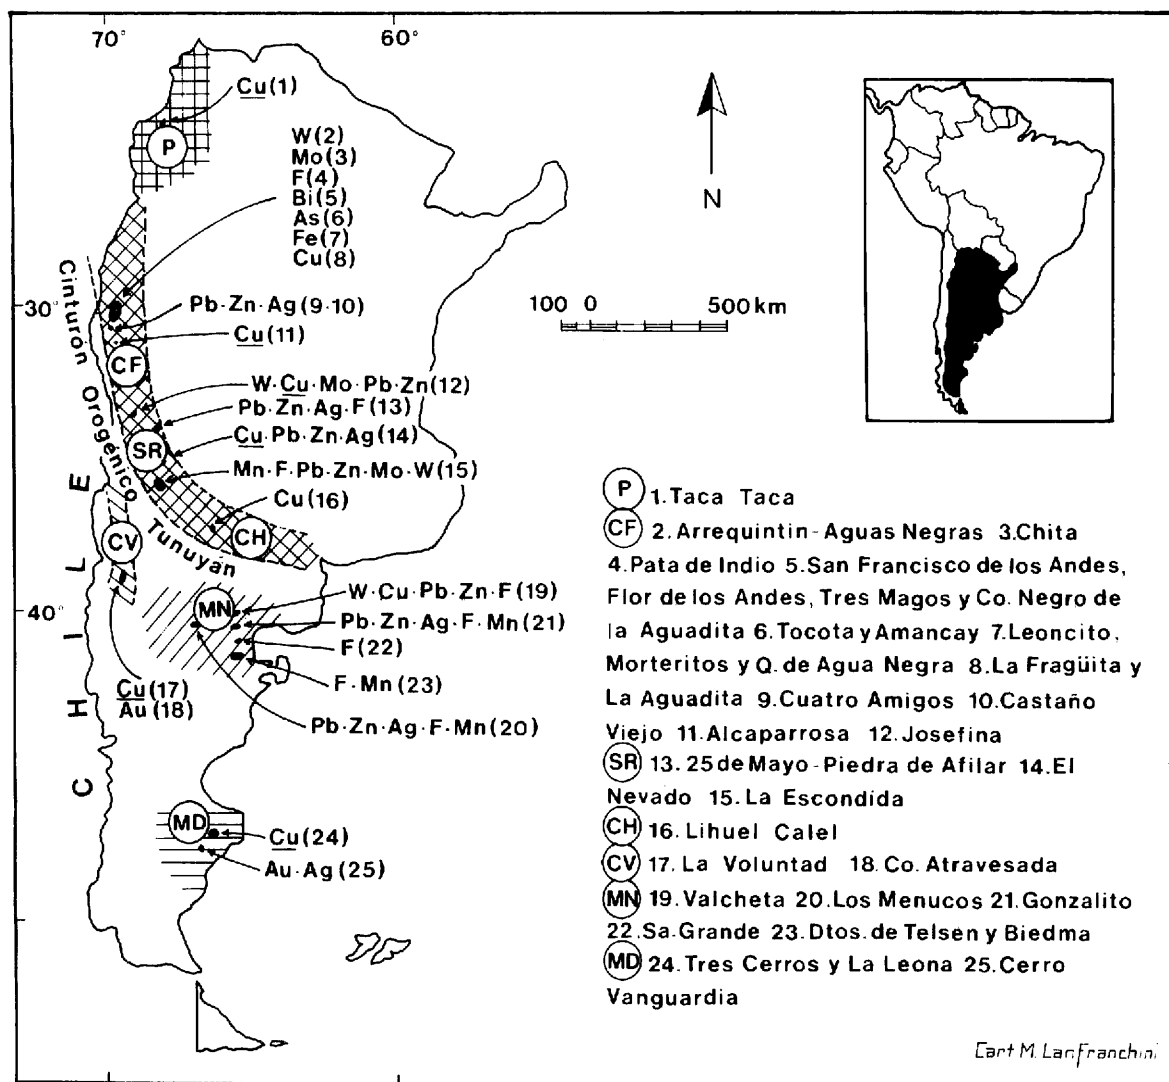 70°
60°
Cu(1)
P
W(2)
Mo(3)
F(4)
Bi(5)
As(6)
Fe(7)
Cu(8)
N
30°
Pb·Zn·Ag(9·10)
Cu(11)
CF
100 0 500 km
W·Cu·Mo·Pb·Zn(12)
Pb·Zn·Ag·F(13)
SR
Cu·Pb·Zn·Ag(14)
Mn·F·Pb·Zn·Mo·W(15)
Cu(16)
CH
Cinturón Orogénico Tunuyán
CHILE
CV
40°
MN
W·Cu·Pb·Zn·F(19)
Pb·Zn·Ag·F·Mn(21)
F(22)
F·Mn(23)
Cu(17)
Au(18)
Pb·Zn·Ag·F·Mn(20)
MD
Cu(24)
Au·Ag(25)
P 1.Taca Taca
CF 2.Arrequintin-Aguas Negras 3.Chita
4.Pata de Indio 5.San Francisco de los Andes,
Flor de los Andes, Tres Magos y Co. Negro de
la Aguadita 6.Tocota y Amancay 7.Leoncito,
Morteritos y Q. de Agua Negra 8.La Fragüita y
La Aguadita 9.Cuatro Amigos 10.Castaño
Viejo 11.Alcaparrosa 12.Josefina
SR 13.25 de Mayo-Piedra de Afilar 14.El
Nevado 15.La Escondida
CH 16.Lihuel Calel
CV 17.La Voluntad 18.Co.Atravesada
MN 19.Valcheta 20.Los Menucos 21.Gonzalito
22.Sa.Grande 23.Dtos.de Telsen y Biedma
MD 24.Tres Cerros y La Leona 25.Cerro
Vanguardia
Cart M. Lanfranchini